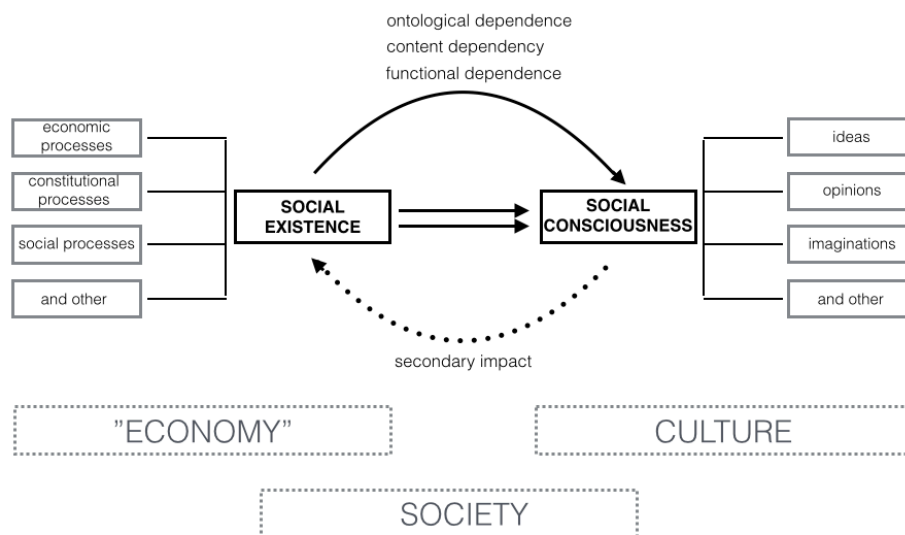 ontological dependence
content dependency
functional dependence
economic
processes
constitutional
processes
social processes
and other
SOCIAL
EXISTENCE
SOCIAL
CONSCIOUSNESS
ideas
opinions
imaginations
and other
secondary impact
”ECONOMY”
CULTURE
SOCIETY